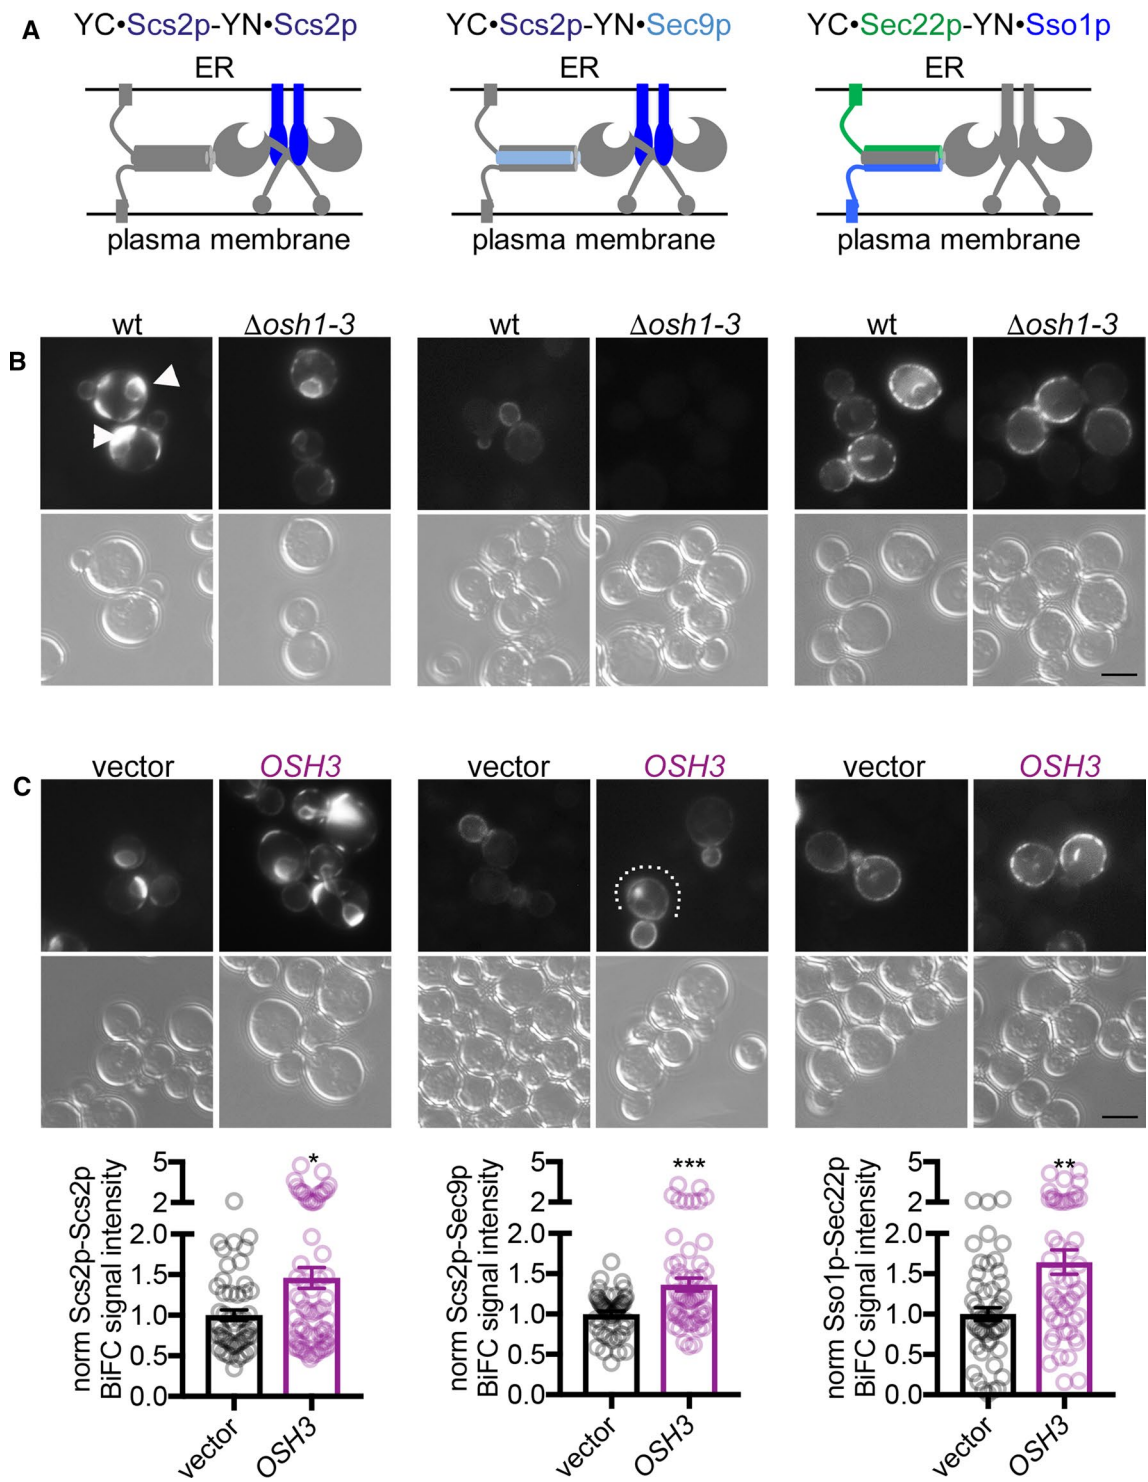 A
YC•Scs2p-YN•Scs2p YC•Scs2p-YN•Sec9p YC•Sec22p-YN•Sso1p
ER ER ER
plasma membrane plasma membrane plasma membrane
B
wt Δosh1-3 wt Δosh1-3 wt Δosh1-3
C
vector OSH3 vector OSH3 vector OSH3
norm Scs2p-Scs2p
BiFC signal intensity
5
2
2.0
1.5
1.0
0.5
0.0
*
vector OSH3
norm Scs2p-Sec9p
BiFC signal intensity
5
2
2.0
1.5
1.0
0.5
0.0
***
vector OSH3
norm Sso1p-Sec22p
BiFC signal intensity
5
2
2.0
1.5
1.0
0.5
0.0
**
vector OSH3